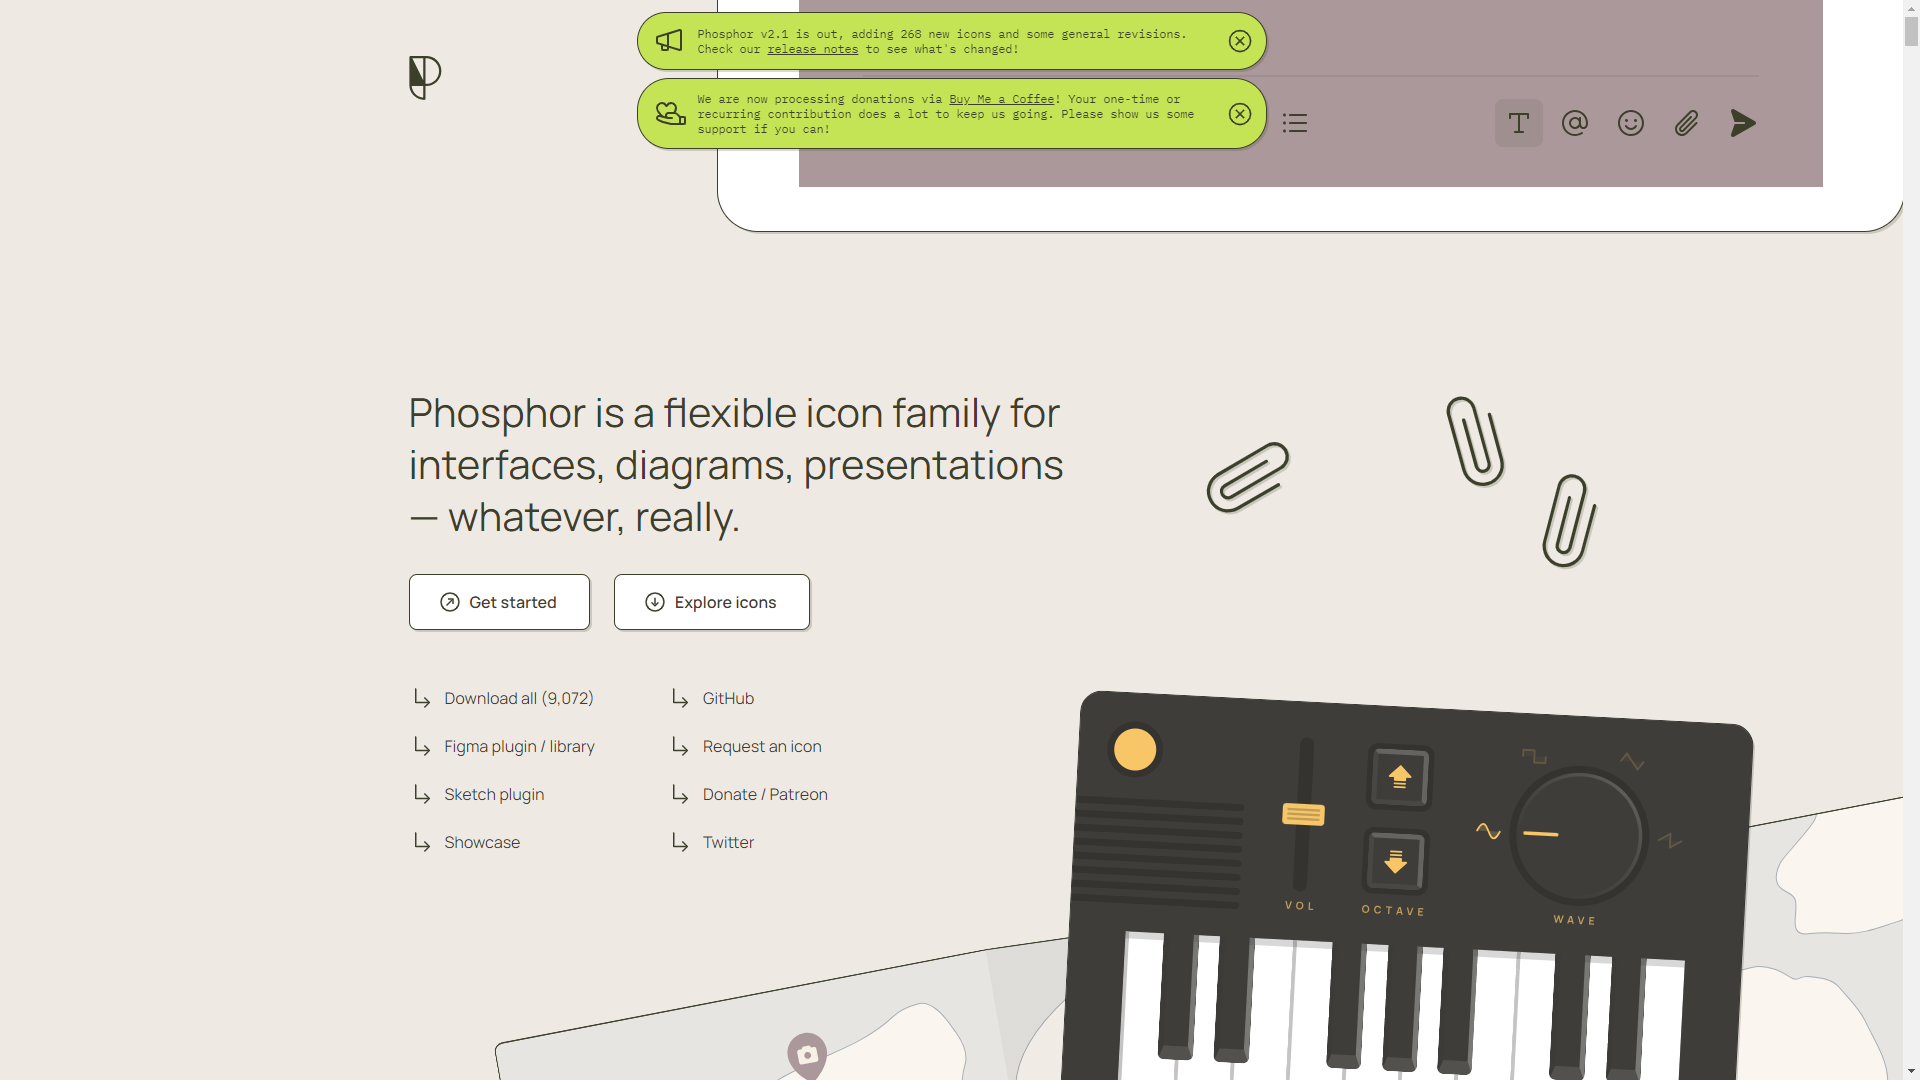 Phosphor v2.1 is out, adding 268 new icons and some general revisions.
Check our release notes to see what's changed!
We are now processing donations via Buy Me a Coffee! Your one-time or
recurring contribution does a lot to keep us going. Please show us some
support if you can!
Phosphor is a flexible icon family for
interfaces, diagrams, presentations
— whatever, really.
Get started
Explore icons
Download all (9,072)
Figma plugin / library
Sketch plugin
Showcase
GitHub
Request an icon
Donate / Patreon
Twitter
VOL
OCTAVE
WAVE